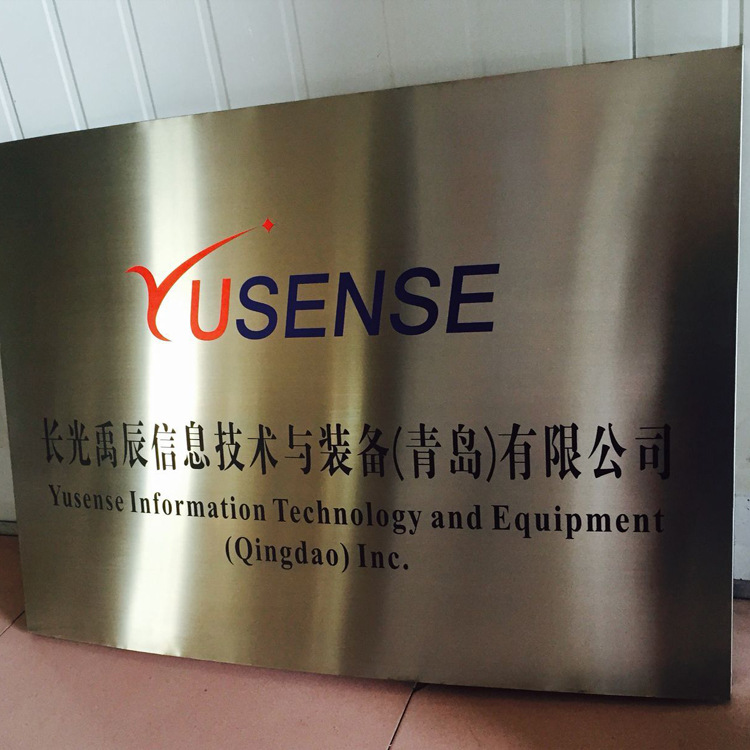 YUSENSE
长光禹辰信息技术与装备(青岛)有限公司
Yusense Information Technology and Equipment
(Qingdao) Inc.